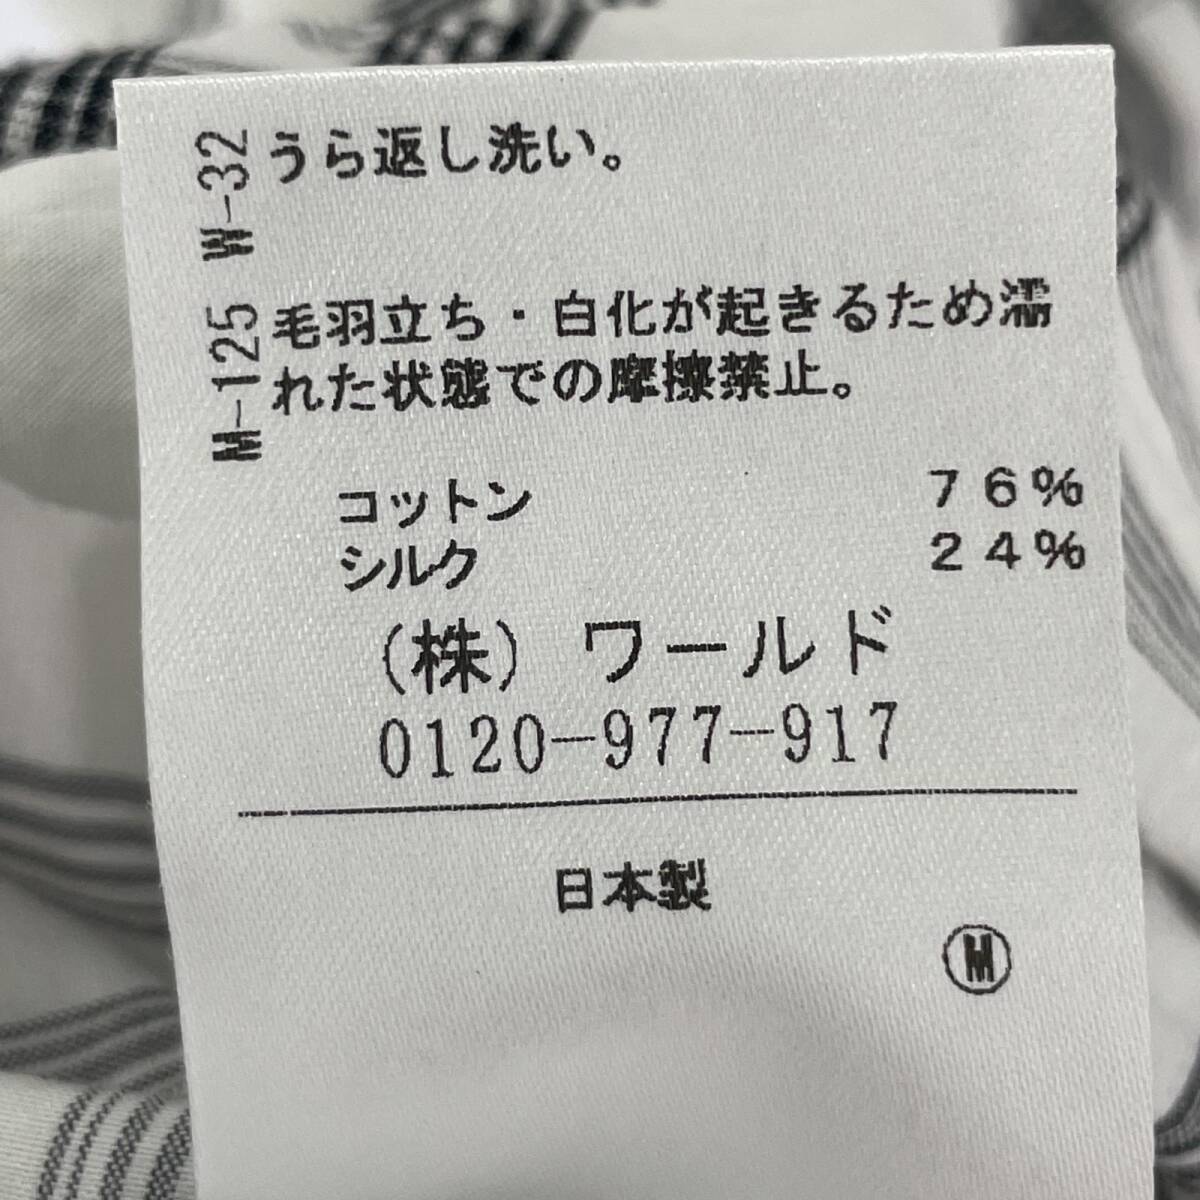 W-32
M-125
うら返し洗い。
毛羽立ち・白化が起きるため濡
れた状態での摩擦禁止。
コットン 76%
シルク 24%
(株) ワールド
0120-977-917
日本製
M